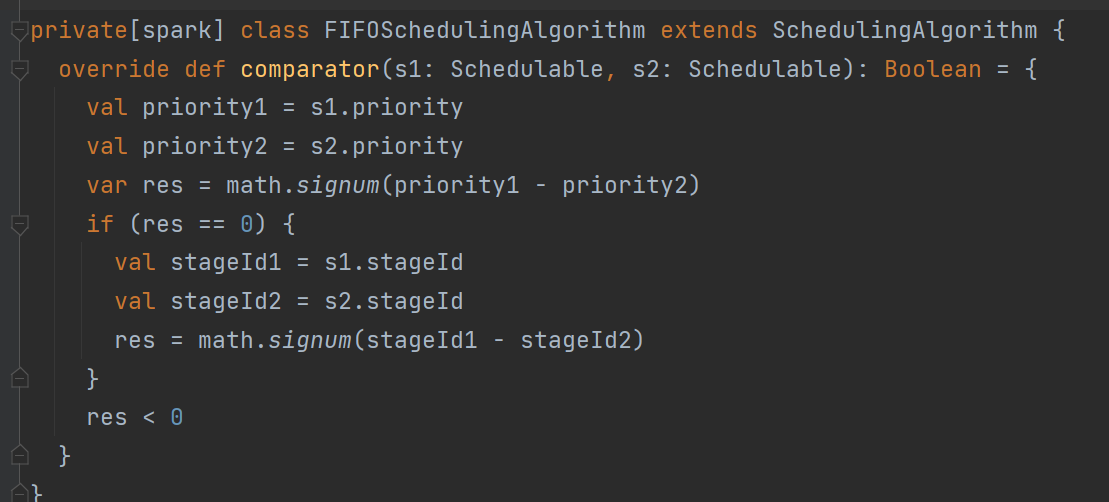 private[spark] class FIFOSchedulingAlgorithm extends SchedulingAlgorithm {
  override def comparator(s1: Schedulable, s2: Schedulable): Boolean = {
    val priority1 = s1.priority
    val priority2 = s2.priority
    var res = math.signum(priority1 - priority2)
    if (res == 0) {
      val stageId1 = s1.stageId
      val stageId2 = s2.stageId
      res = math.signum(stageId1 - stageId2)
    }
    res < 0
  }
}